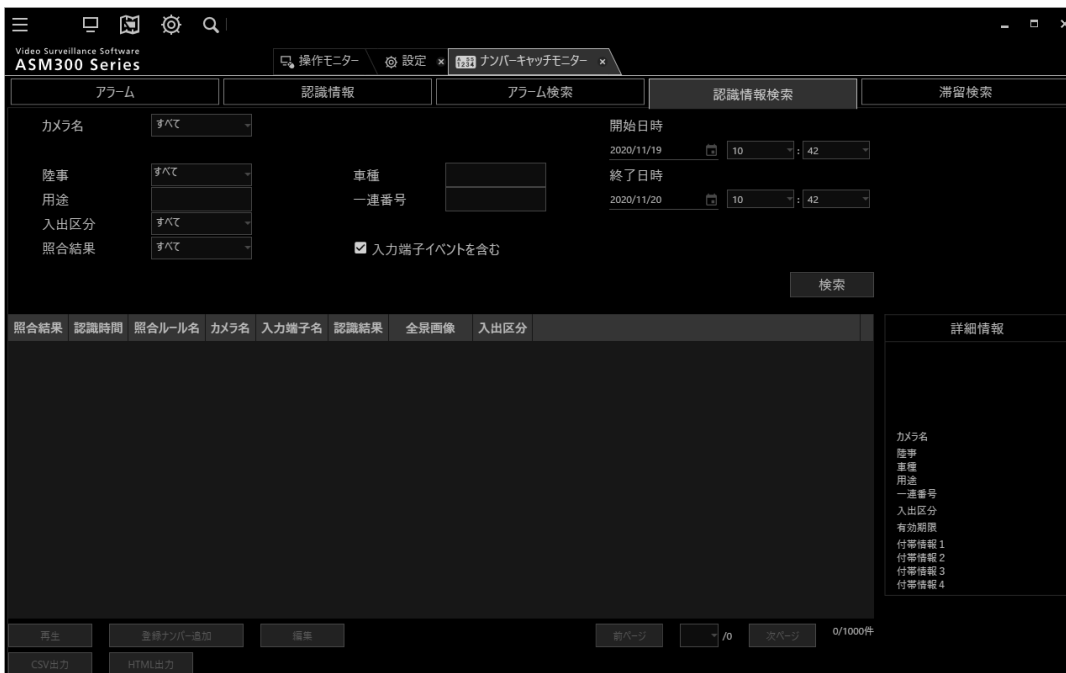 Video Surveillance Software
ASM300 Series
操作モニター
設定 ×
ナンバーキャッチモニター ×
アラーム
認識情報
アラーム検索
認識情報検索
滞留検索
カメラ名 すべて
開始日時
2020/11/19 10 : 42
陸事 すべて
車種
終了日時
用途
一連番号
2020/11/20 10 : 42
入出区分 すべて
照合結果 すべて
入力端子イベントを含む
検索
照合結果 認識時間 照合ルール名 カメラ名 入力端子名 認識結果 全景画像 入出区分
詳細情報
カメラ名
陸事
車種
用途
一連番号
入出区分
有効期限
付帯情報1
付帯情報2
付帯情報3
付帯情報4
再生 登録ナンバー追加 編集 前ページ /0 次ページ 0/1000件
CSV出力 HTML出力